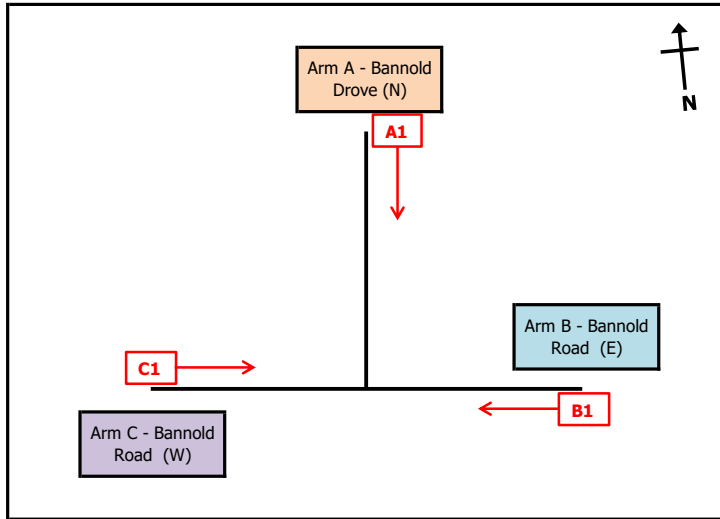 Arm A - Bannold
Drove (N)
A1
N
Arm B - Bannold
Road (E)
C1
B1
Arm C - Bannold
Road (W)